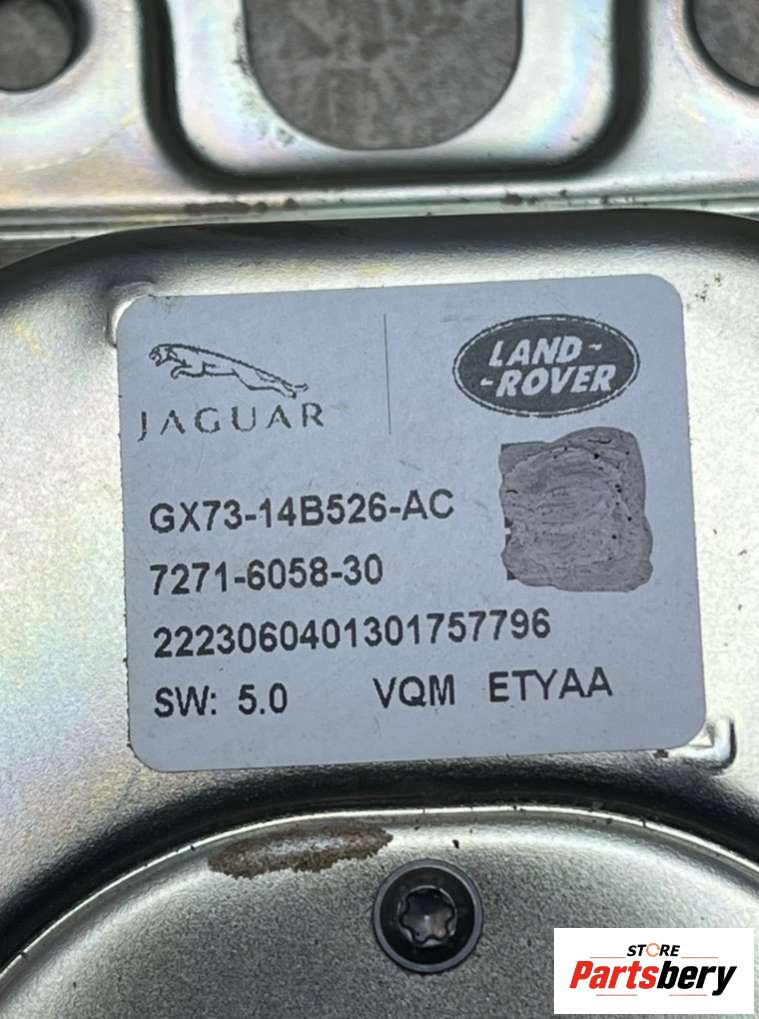 JAGUAR
LAND-
-ROVER
GX73-14B526-AC
7271-6058-30
2223060401301757796
SW: 5.0 VQM ETYAA
STORE
Partsbery